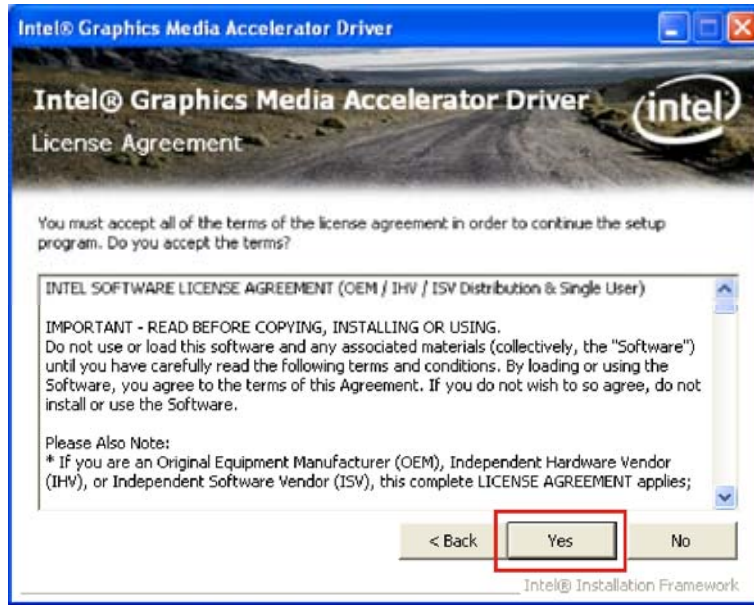 Intel® Graphics Media Accelerator Driver
Intel® Graphics Media Accelerator Driver
intel
License Agreement
You must accept all of the terms of the license agreement in order to continue the setup
program. Do you accept the terms?
INTEL SOFTWARE LICENSE AGREEMENT (OEM / IHV / ISV Distribution & Single User)
IMPORTANT - READ BEFORE COPYING, INSTALLING OR USING.
Do not use or load this software and any associated materials (collectively, the "Software")
until you have carefully read the following terms and conditions. By loading or using the
Software, you agree to the terms of this Agreement. If you do not wish to so agree, do not
install or use the Software.
Please Also Note:
* If you are an Original Equipment Manufacturer (OEM), Independent Hardware Vendor
(IHV), or Independent Software Vendor (ISV), this complete LICENSE AGREEMENT applies;
< Back Yes No
Intel® Installation Framework